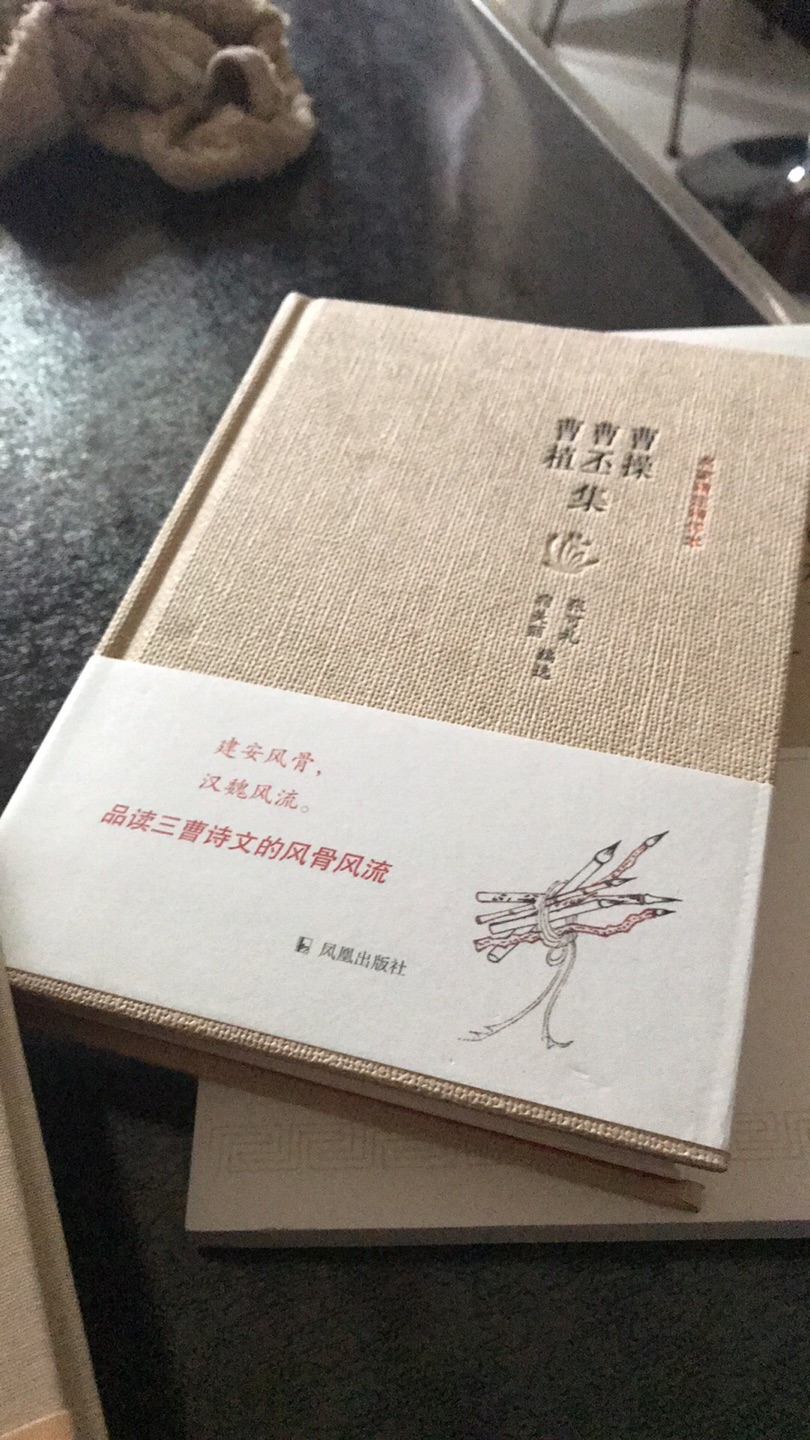 曹操
曹丕
曹植
集
建安风骨，
汉魏风流。
品读三曹诗文的风骨风流
凤凰出版社